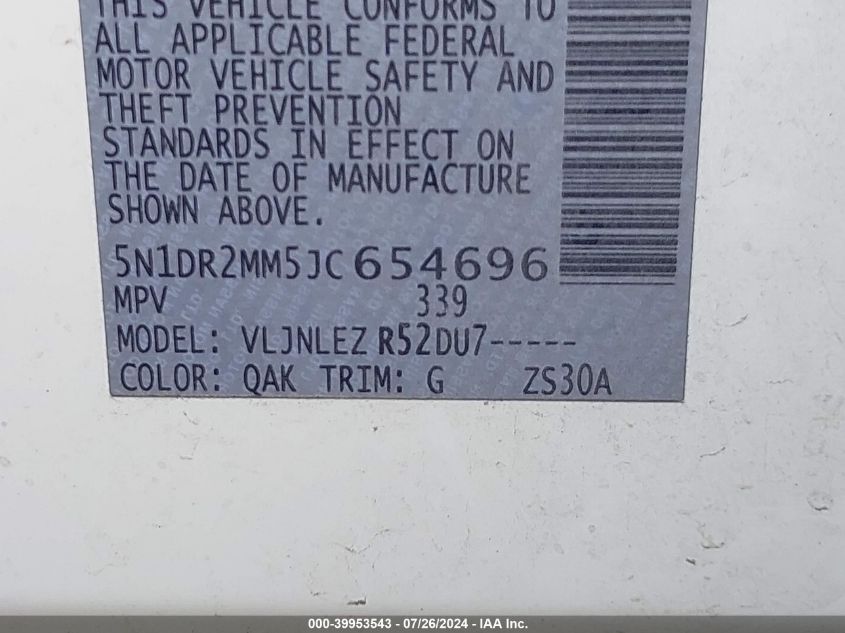 THIS VEHICLE CONFORMS TO
ALL APPLICABLE FEDERAL
MOTOR VEHICLE SAFETY AND
THEFT PREVENTION
STANDARDS IN EFFECT ON
THE DATE OF MANUFACTURE
SHOWN ABOVE.
5N1DR2MM5JC654696
MPV 339
MODEL: VLJNLEZ R52DU7-----
COLOR: QAK TRIM: G ZS30A
000-39953543 - 07/26/2024 - IAA Inc.